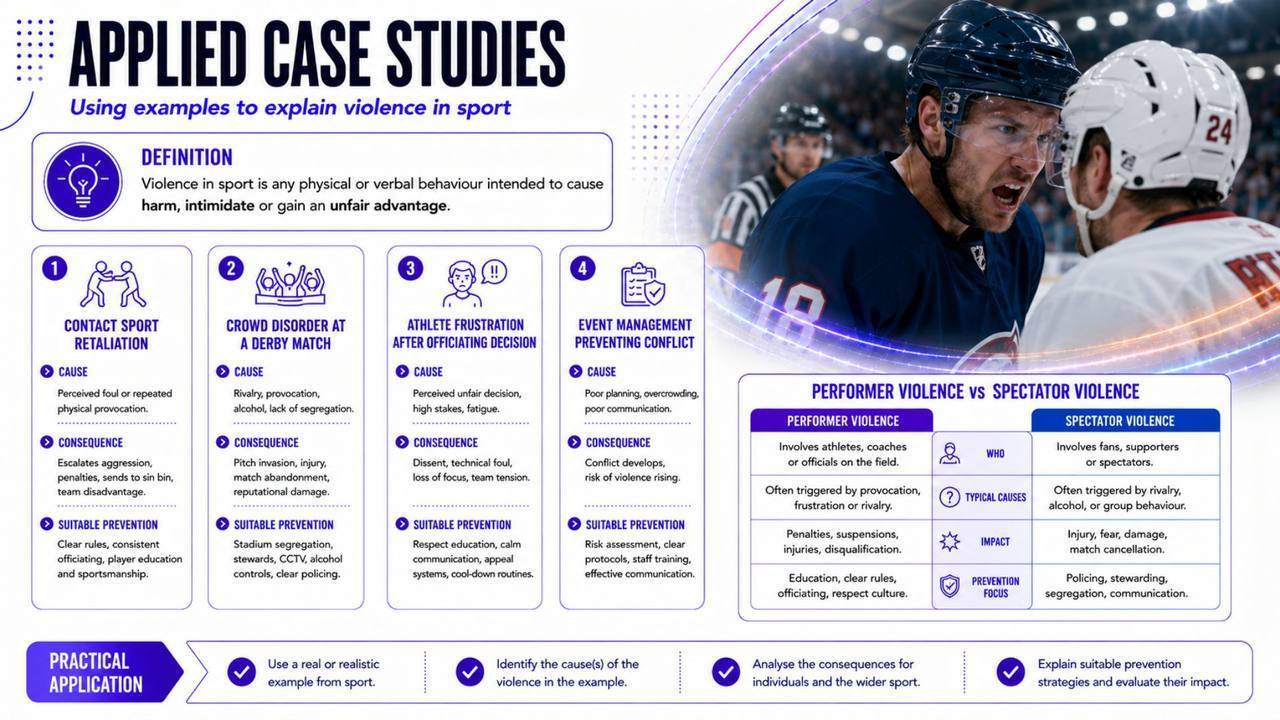 APPLIED CASE STUDIES
Using examples to explain violence in sport
DEFINITION
Violence in sport is any physical or verbal behaviour intended to cause
harm, intimidate or gain an unfair advantage.
1
CONTACT SPORT
RETALIATION
CAUSE
Perceived foul or repeated
physical provocation.
CONSEQUENCE
Escalates aggression,
penalties, sends to sin bin,
team disadvantage.
SUITABLE PREVENTION
Clear rules, consistent
officiating, player education
and sportsmanship.
2
CROWD DISORDER AT
A DERBY MATCH
CAUSE
Rivalry, provocation,
alcohol, lack of segregation.
CONSEQUENCE
Pitch invasion, injury,
match abandonment,
reputational damage.
SUITABLE PREVENTION
Stadium segregation,
stewards, CCTV, alcohol
controls, clear policing.
3
!!
ATHLETE FRUSTRATION
AFTER OFFICIATING DECISION
CAUSE
Perceived unfair decision,
high stakes, fatigue.
CONSEQUENCE
Dissent, technical foul,
loss of focus, team tension.
SUITABLE PREVENTION
Respect education, calm
communication, appeal
systems, cool-down routines.
4
EVENT MANAGEMENT
PREVENTING CONFLICT
CAUSE
Poor planning, overcrowding,
poor communication.
CONSEQUENCE
Conflict develops,
risk of violence rising.
SUITABLE PREVENTION
Risk assessment, clear
protocols, staff training,
effective communication.
18
24
18
PERFORMER VIOLENCE vs SPECTATOR VIOLENCE
PERFORMER VIOLENCE
SPECTATOR VIOLENCE
Involves athletes, coaches
or officials on the field.
WHO
Involves fans, supporters
or spectators.
Often triggered by provocation,
frustration or rivalry.
?
TYPICAL CAUSES
Often triggered by rivalry,
alcohol, or group behaviour.
Penalties, suspensions,
injuries, disqualification.
IMPACT
Injury, fear, damage,
match cancellation.
Education, clear rules,
officiating, respect culture.
PREVENTION
FOCUS
Policing, stewarding,
segregation, communication.
PRACTICAL
APPLICATION
Use a real or realistic
example from sport.
Identify the cause(s) of the
violence in the example.
Analyse the consequences for
individuals and the wider sport.
Explain suitable prevention
strategies and evaluate their impact.